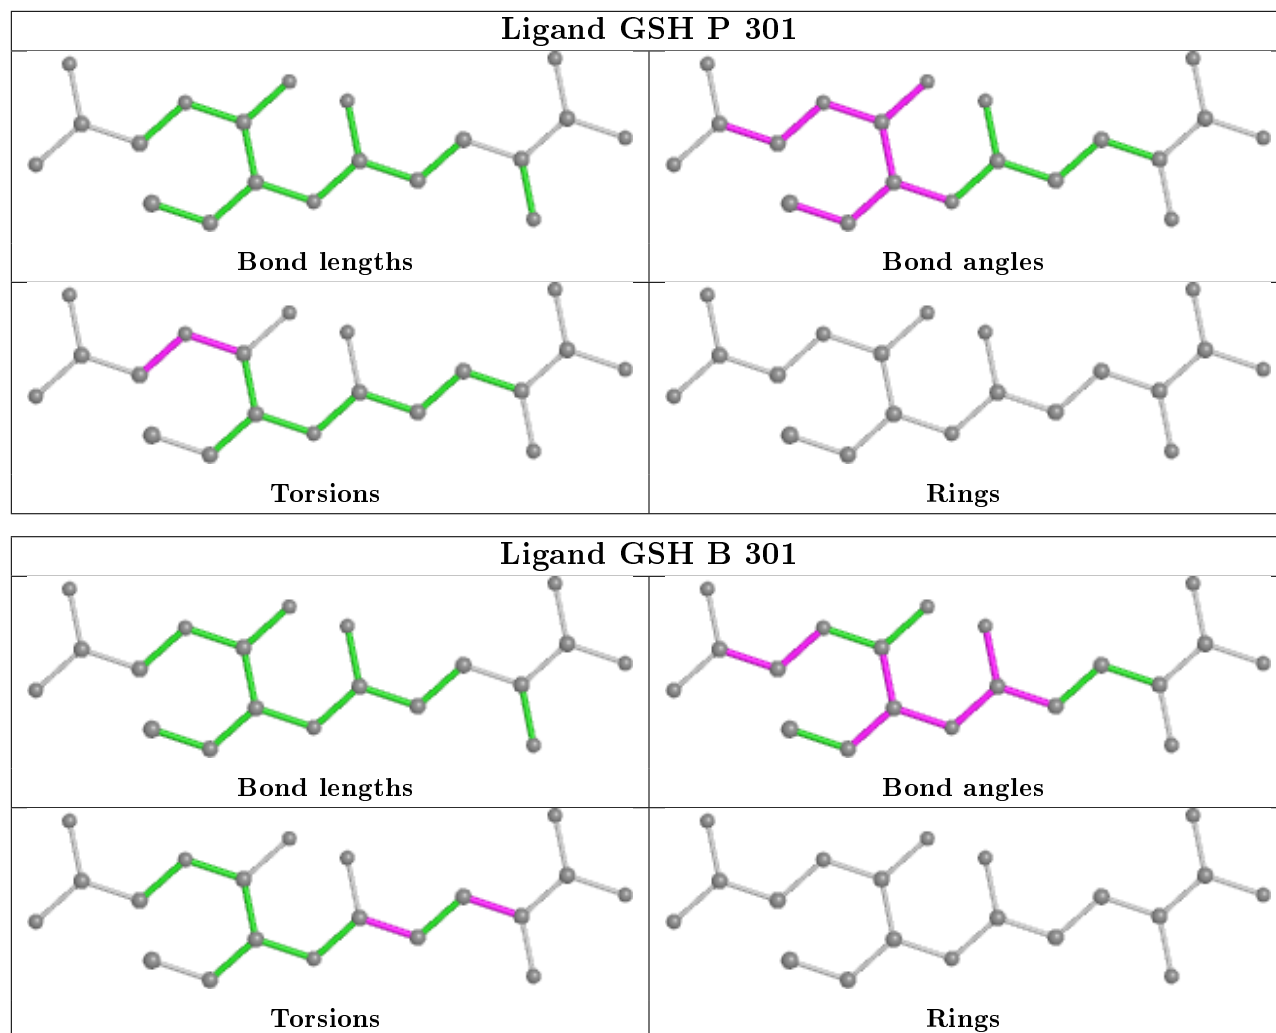 Ligand GSH P 301
Bond lengths
Bond angles
Torsions
Rings
Ligand GSH B 301
Bond lengths
Bond angles
Torsions
Rings